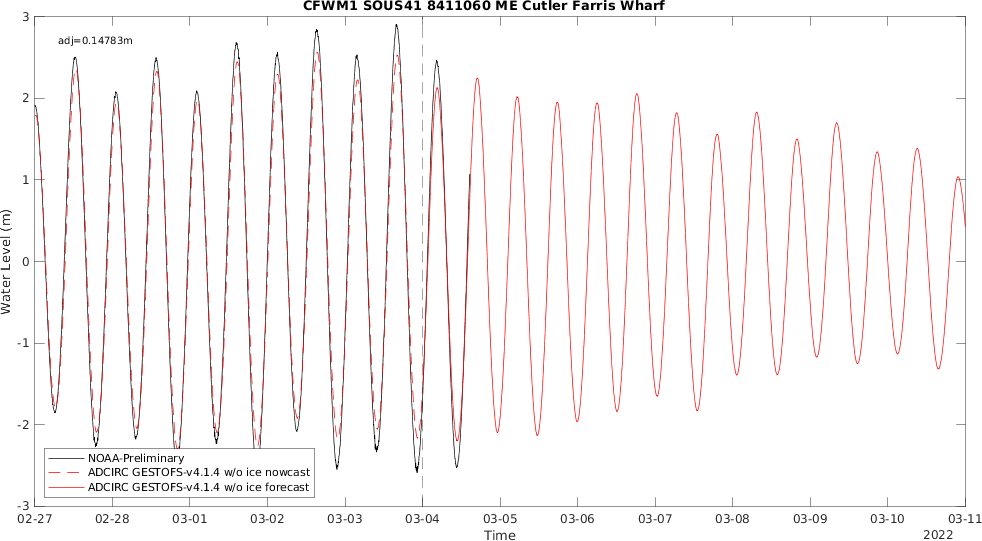 CFWM1 SOUS41 8411060 ME Cutler Farris Wharf
adj=0.14783m
3
2
1
0
-1
-2
-3
Water Level (m)
NOAA-Preliminary
ADCIRC GESTOFS-v4.1.4 w/o ice nowcast
ADCIRC GESTOFS-v4.1.4 w/o ice forecast
02-27 02-28 03-01 03-02 03-03 03-04 03-05 03-06 03-07 03-08 03-09 03-10 03-11
Time
2022